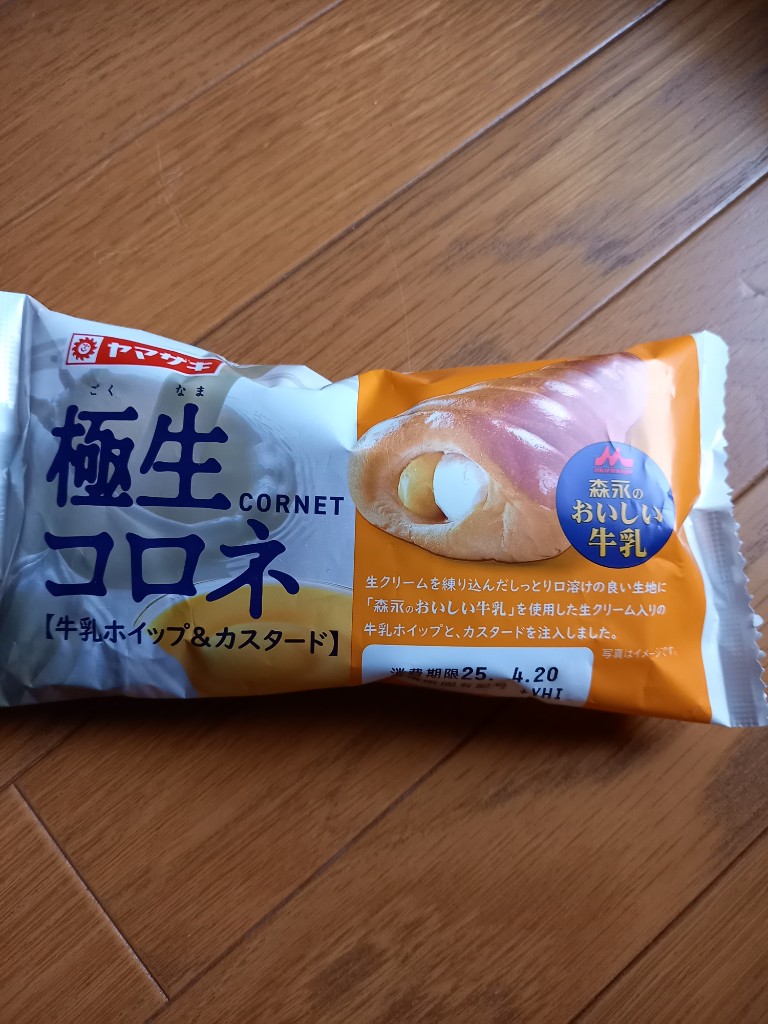 ヤマザキ
ごく なま
極生
CORNET
コロネ
【牛乳ホイップ&カスタード】
森永の
おいしい
牛乳
生クリームを練り込んだしっとり口溶けの良い生地に
「森永のおいしい牛乳」を使用した生クリーム入りの
牛乳ホイップと、カスタードを注入しました。
写真はイメージです。
消費期限25. 4.20
+VHI